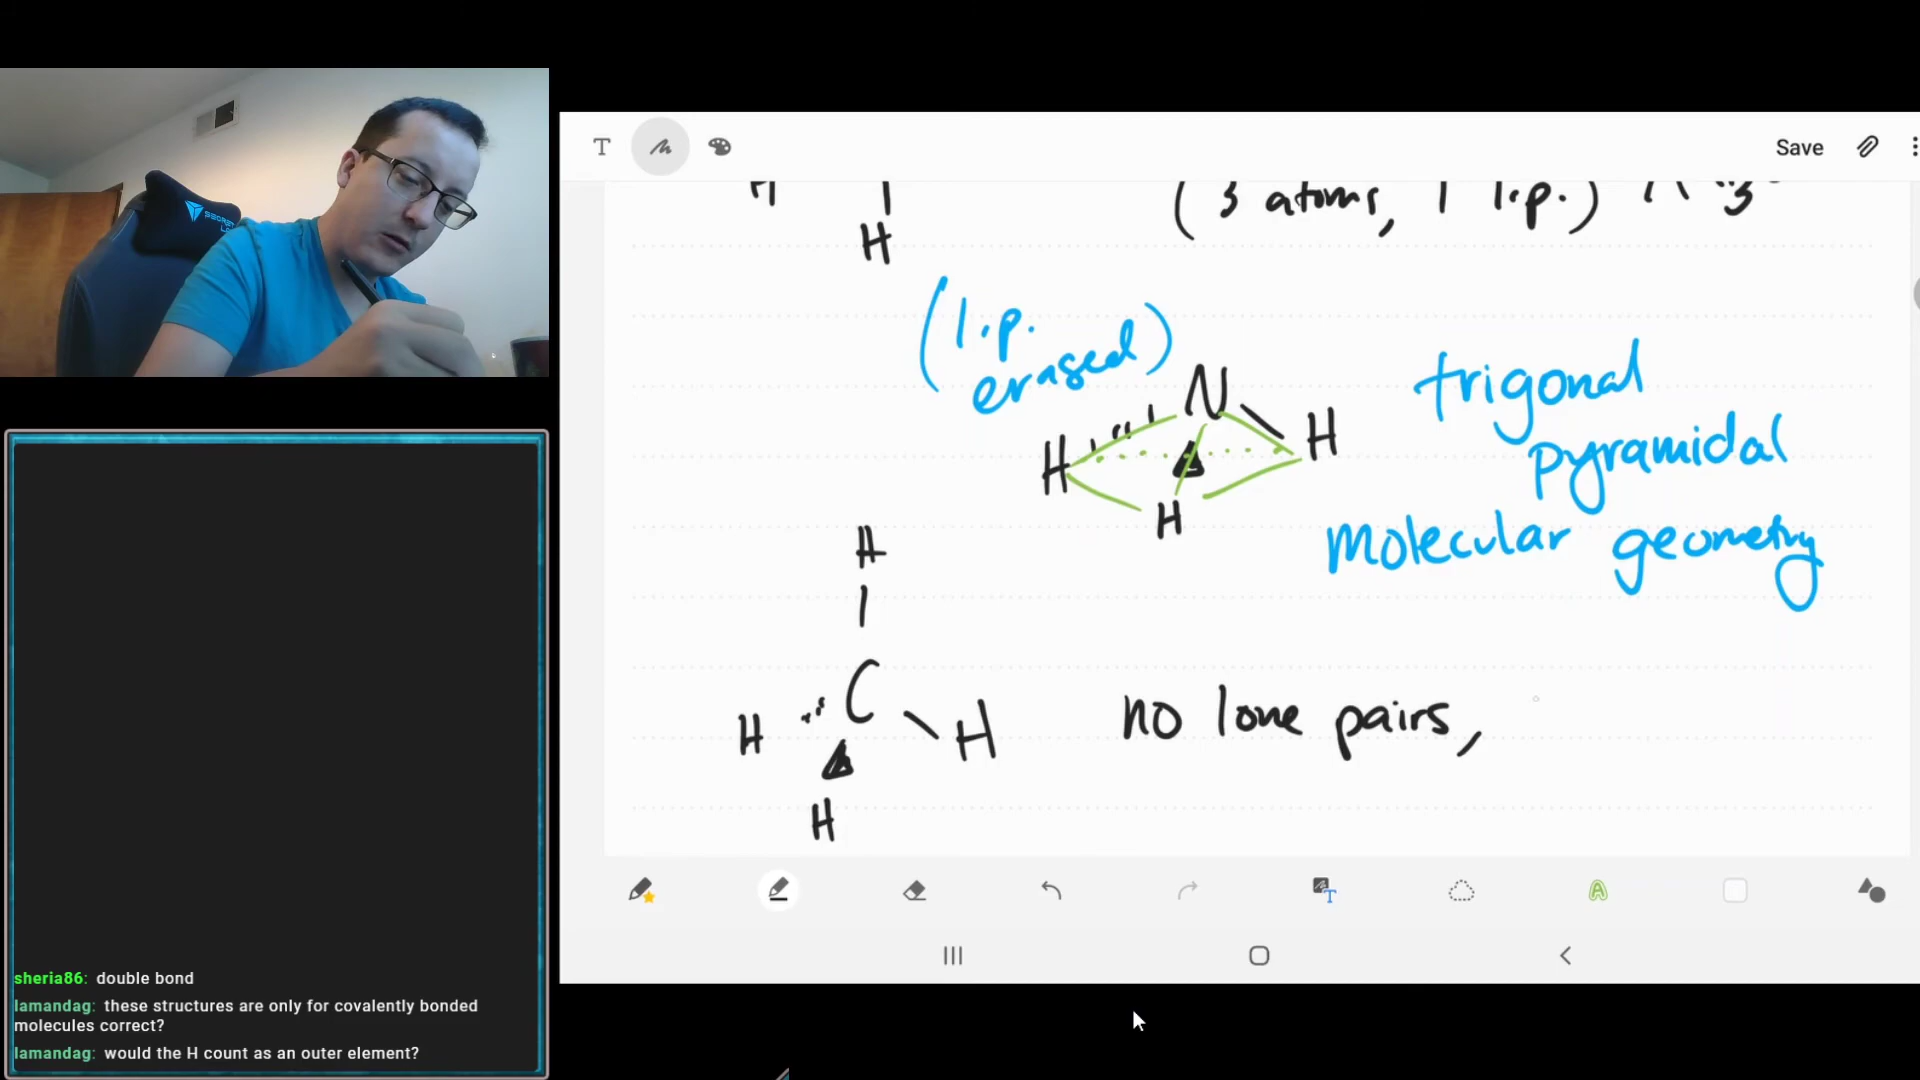 SECRET
T
Save
H
(3 atoms, 1 l.p.)
H
(l.p.
erased)
N
H
H
H
trigonal
pyramidal
molecular geometry
H
C
H
H
H
no lone pairs,
sheria86: double bond
lamandag: these structures are only for covalently bonded
molecules correct?
lamandag: would the H count as an outer element?